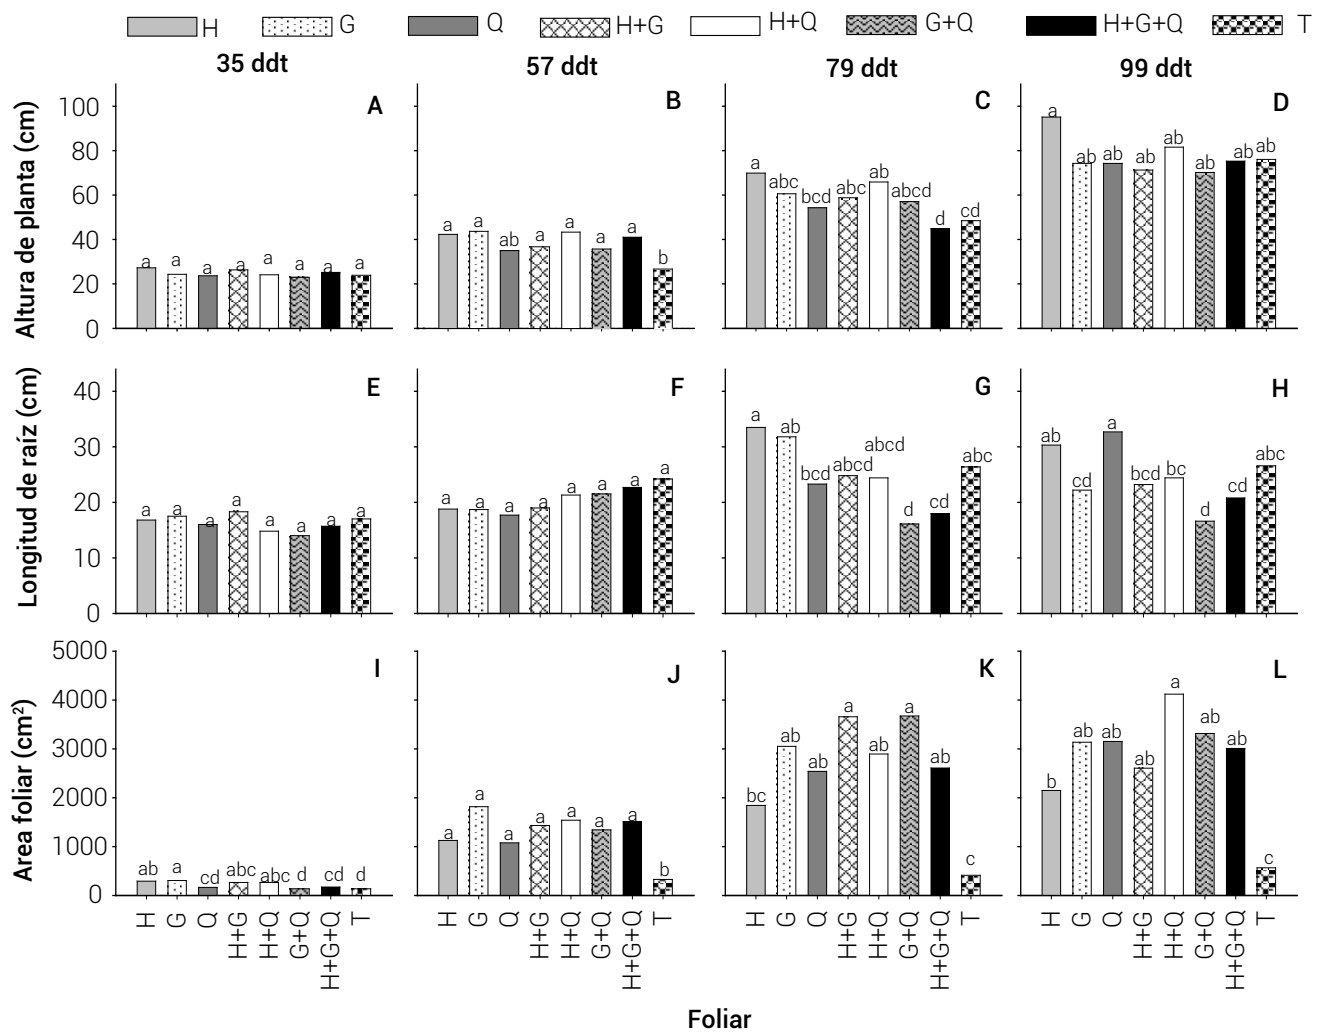 H G Q H+G H+Q G+Q H+G+Q T
35 ddt 57 ddt 79 ddt 99 ddt
Altura de planta (cm)
100
80
60
40
20
0
A
a a a a a a a a
B
a a ab a a a a b
C
a abc bcd abc ab abcd d cd
D
a ab ab ab ab ab ab ab
Longitud de raíz (cm)
40
30
20
10
0
E
a a a a a a a a
F
a a a a a a a a
G
a ab bcd abcd abcd d cd abc
H
ab cd a bcd bc d cd abc
Area foliar (cm²)
5000
4000
3000
2000
1000
0
I
ab a cd abc abc d cd d
J
a a a a a a a b
K
bc ab ab a ab a ab c
L
b ab ab ab a ab ab c
H G Q H+G H+Q G+Q H+G+Q T
H G Q H+G H+Q G+Q H+G+Q T
H G Q H+G H+Q G+Q H+G+Q T
H G Q H+G H+Q G+Q H+G+Q T
Foliar